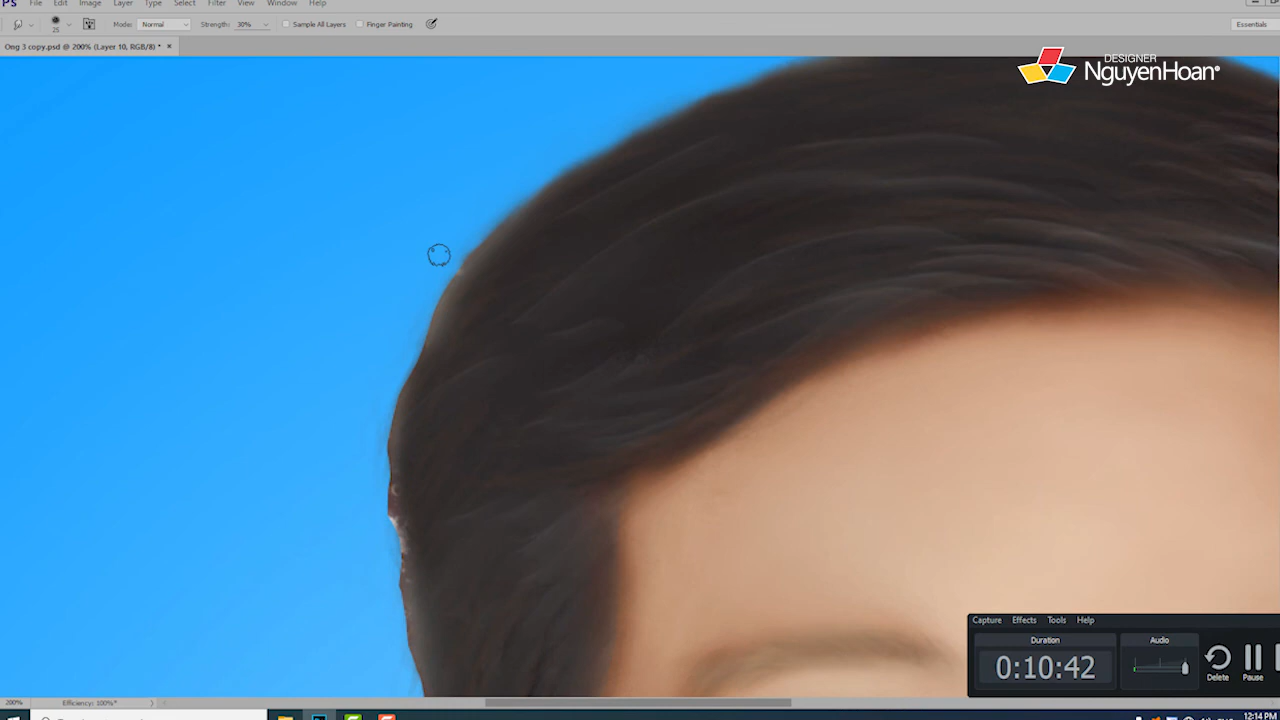 Ps File Edit Image Layer Type Select Filter View Window Help
25 Mode: Normal Strength: 30% Sample All Layers Finger Painting Essentials
Ong 3 copy.psd @ 200% (Layer 10, RGB/8) * ×
DESIGNER
NguyenHoan®
Capture Effects Tools Help
Duration Audio
0:10:42
Delete Pause
200% Efficiency: 100%*
12:14 PM